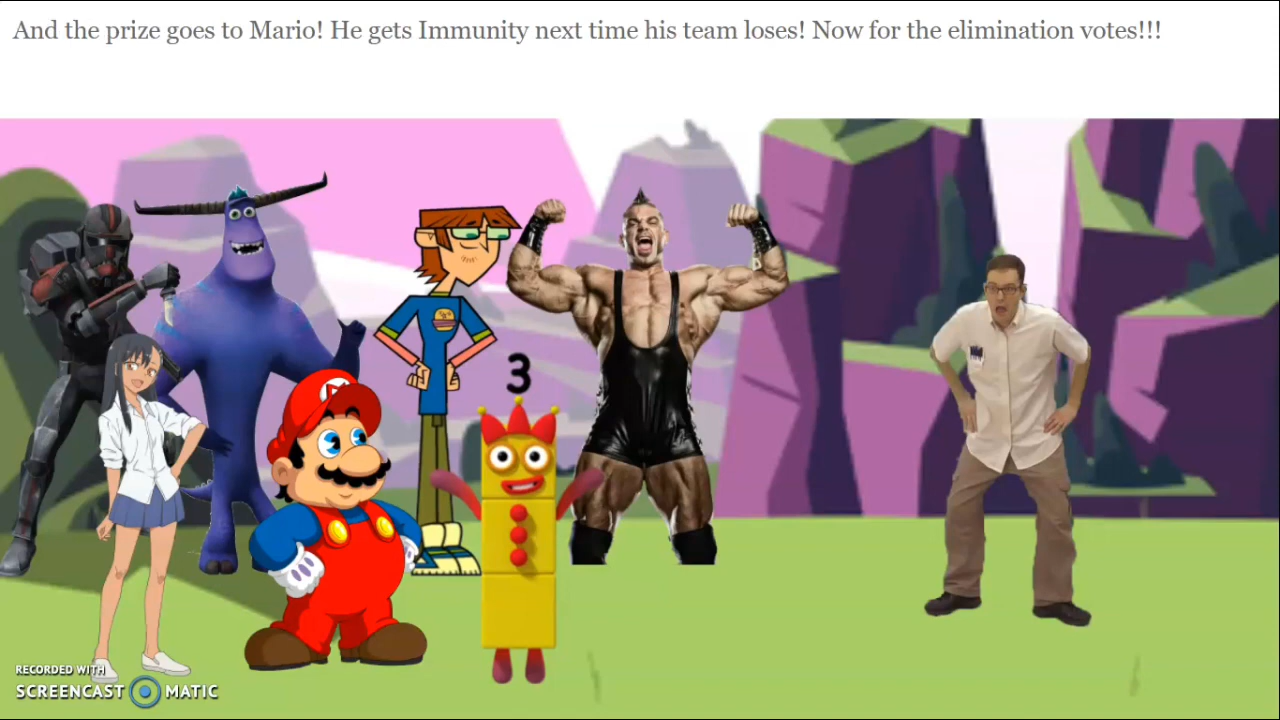 And the prize goes to Mario! He gets Immunity next time his team loses! Now for the elimination votes!!!
3
M
RECORDED WITH
SCREENCAST MATIC